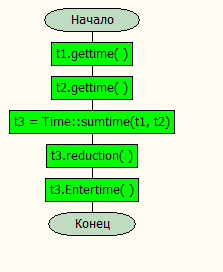 Начало
t1.gettime( )
t2.gettime( )
t3 = Time::sumtime(t1, t2)
t3.reduction( )
t3.Entertime( )
Конец